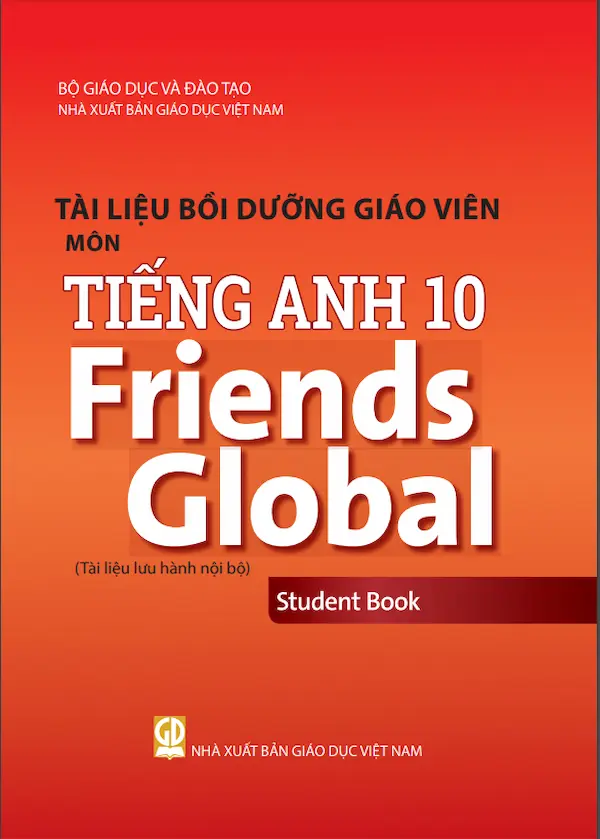 BỘ GIÁO DỤC VÀ ĐÀO TẠO
NHÀ XUẤT BẢN GIÁO DỤC VIỆT NAM
TÀI LIỆU BỒI DƯỠNG GIÁO VIÊN
MÔN
TIẾNG ANH 10
Friends
Global
(Tài liệu lưu hành nội bộ)
Student Book
GD
NHÀ XUẤT BẢN GIÁO DỤC VIỆT NAM